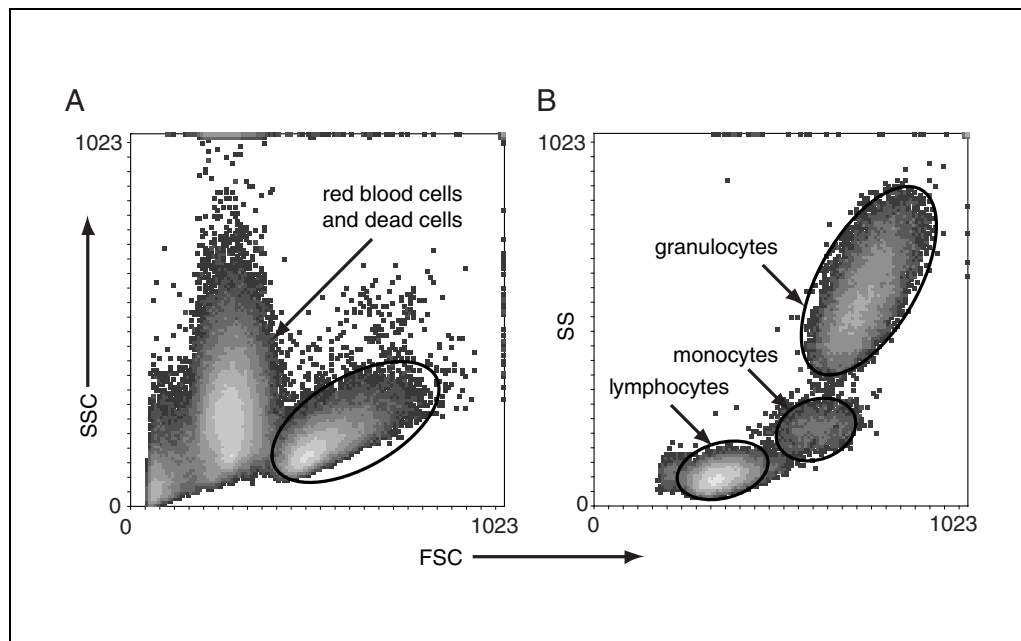 A
B
1023
red blood cells
and dead cells
SSC
0
0
1023
1023
granulocytes
SS
monocytes
lymphocytes
0
0
1023
FSC